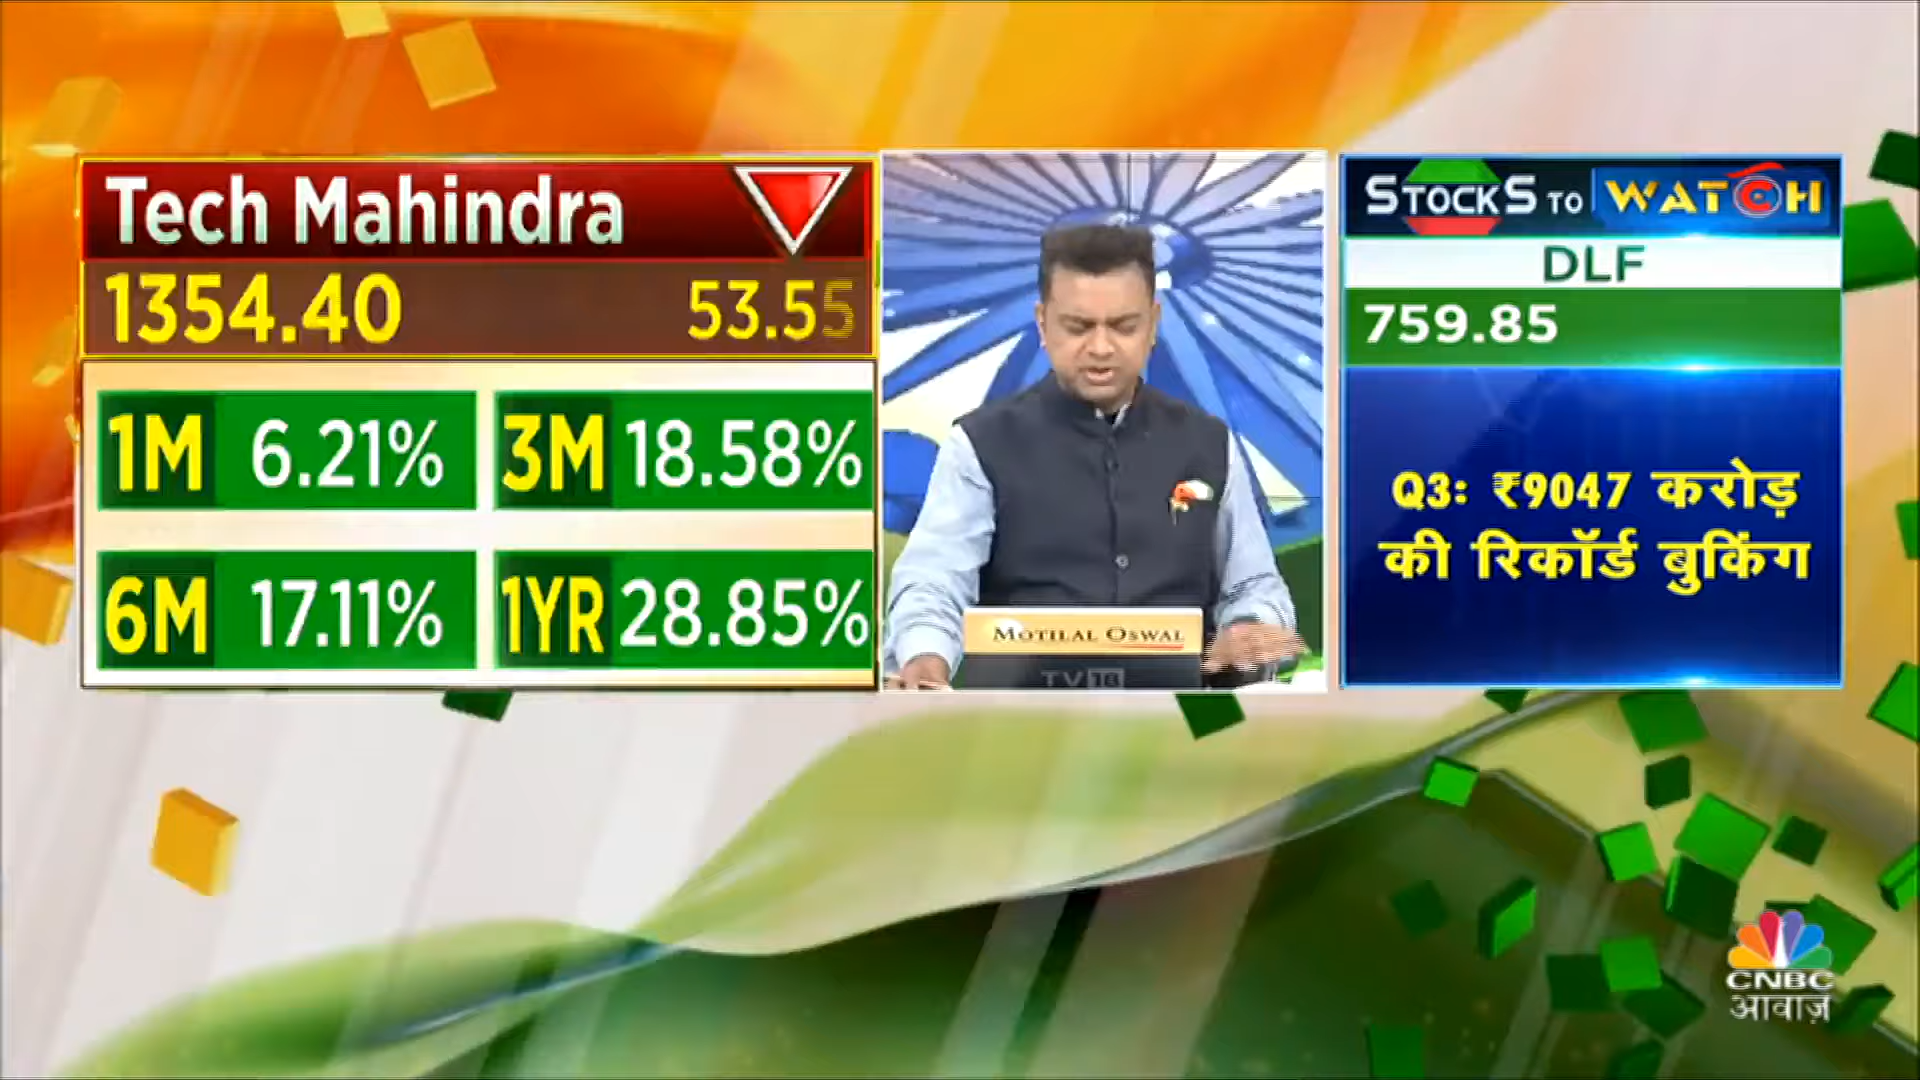 Tech Mahindra
1354.40 53.55
1M 6.21% 3M 18.58%
6M 17.11% 1YR 28.85%
MOTILAL OSWAL
TV18
STOCKS TO WATCH
DLF
759.85
Q3: ₹9047 करोड़
की रिकॉर्ड बुकिंग
CNBC
आवाज़